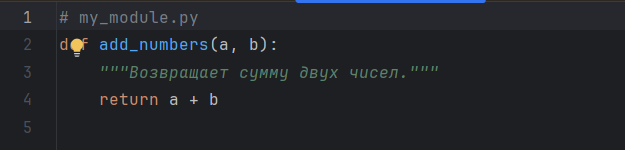 1 # my_module.py
2 def add_numbers(a, b):
3 """Возвращает сумму двух чисел."""
4 return a + b
5